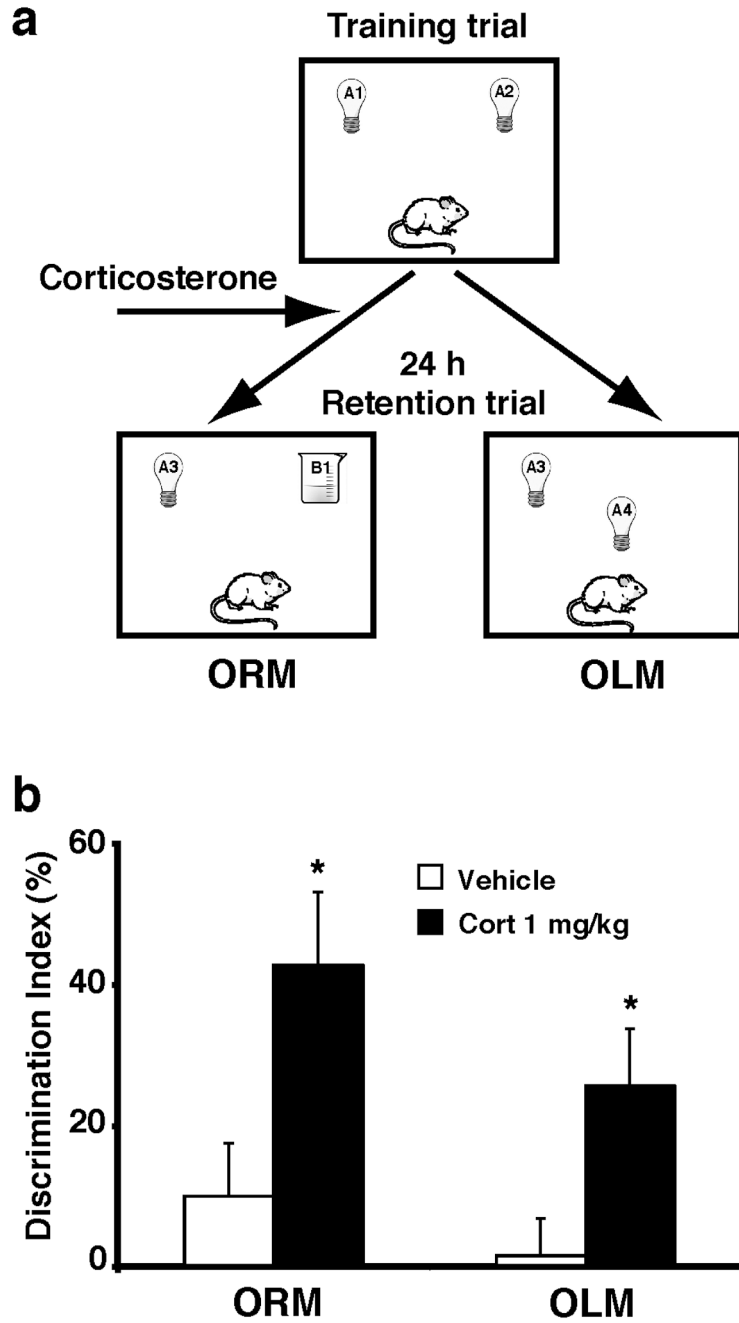 a
Training trial
A1 A2
Corticosterone
24 h
Retention trial
A3 B1 A3 A4
ORM OLM
b
Discrimination Index (%)
60
40
20
0
*
*
Vehicle
Cort 1 mg/kg
ORM OLM